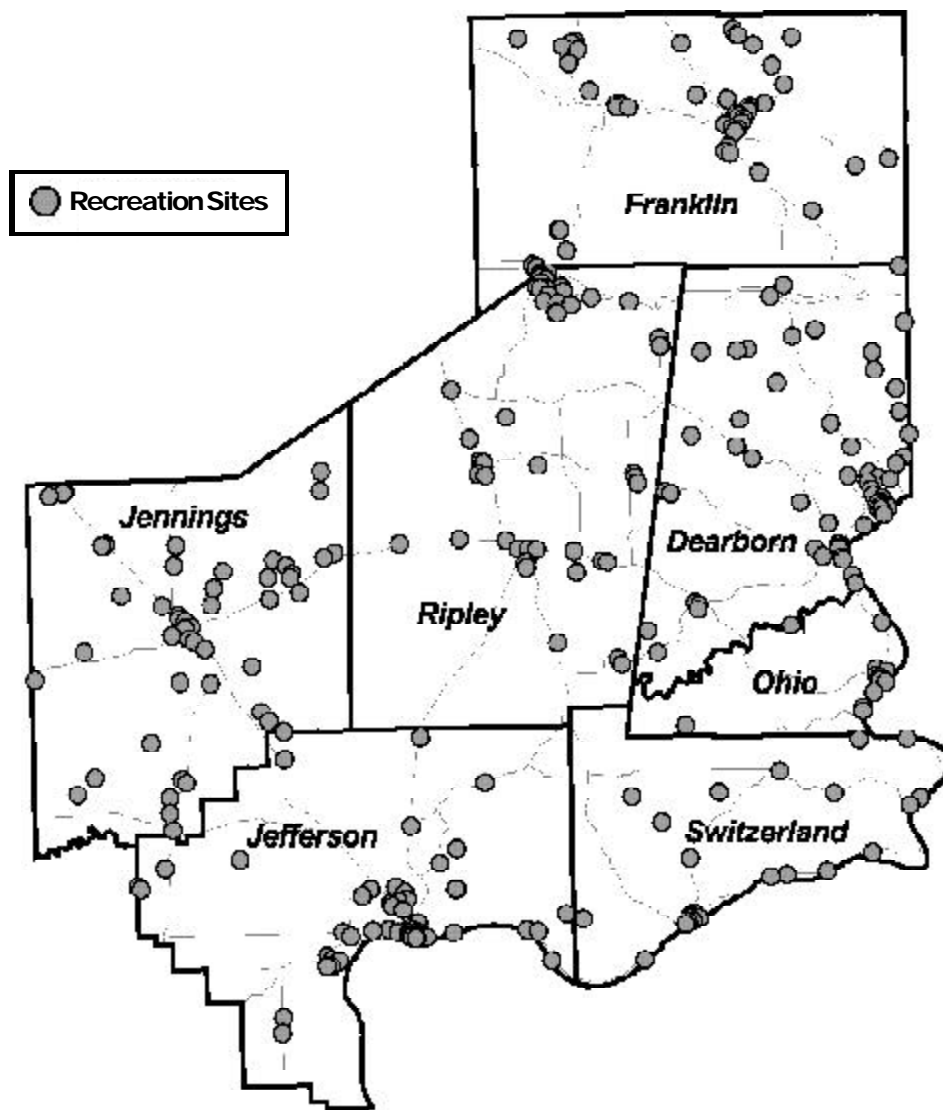 Recreation Sites
Franklin
Jennings
Dearborn
Ripley
Ohio
Jefferson
Switzerland